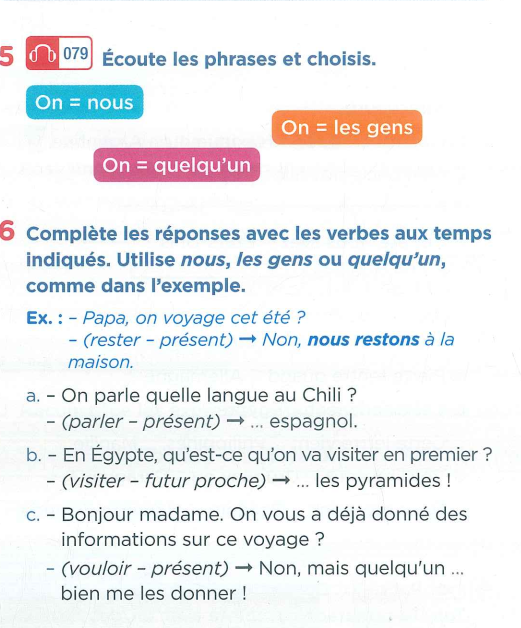 5 079 Écoute les phrases et choisis.
On = nous
On = les gens
On = quelqu'un
6 Complète les réponses avec les verbes aux temps
indiqués. Utilise nous, les gens ou quelqu'un,
comme dans l'exemple.
Ex. : – Papa, on voyage cet été ?
– (rester – présent) → Non, nous restons à la
maison.
a. – On parle quelle langue au Chili ?
– (parler – présent) → ... espagnol.
b. – En Égypte, qu'est-ce qu'on va visiter en premier ?
– (visiter – futur proche) → ... les pyramides !
c. – Bonjour madame. On vous a déjà donné des
informations sur ce voyage ?
– (vouloir – présent) → Non, mais quelqu'un ...
bien me les donner !